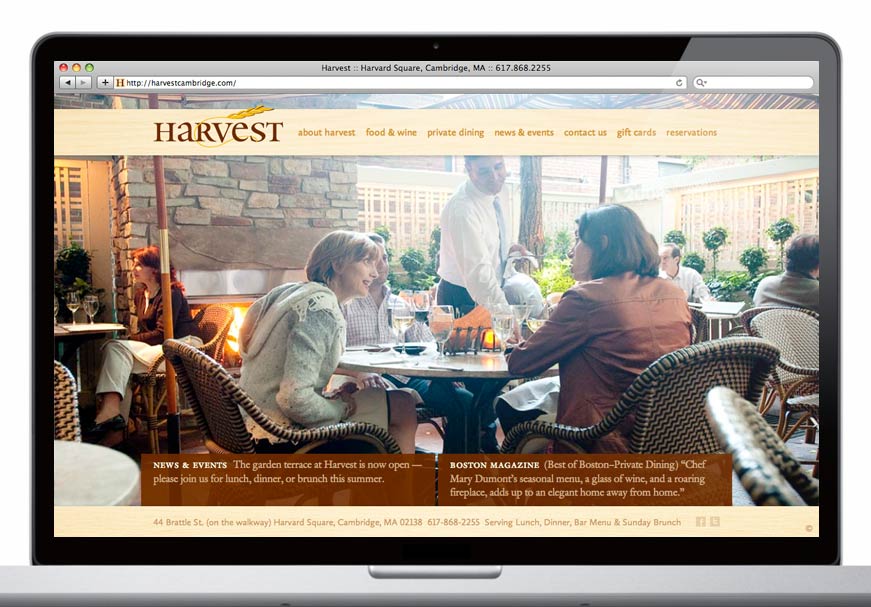 Harvest :: Harvard Square, Cambridge, MA :: 617.868.2255
http://harvestcambridge.com/
HARVEST
about harvest food & wine private dining news & events contact us gift cards reservations
NEWS & EVENTS The garden terrace at Harvest is now open —
please join us for lunch, dinner, or brunch this summer.
BOSTON MAGAZINE (Best of Boston–Private Dining) “Chef
Mary Dumont’s seasonal menu, a glass of wine, and a roaring
fireplace, adds up to an elegant home away from home.”
44 Brattle St. (on the walkway) Harvard Square, Cambridge, MA 02138 617-868-2255 Serving Lunch, Dinner, Bar Menu & Sunday Brunch
©